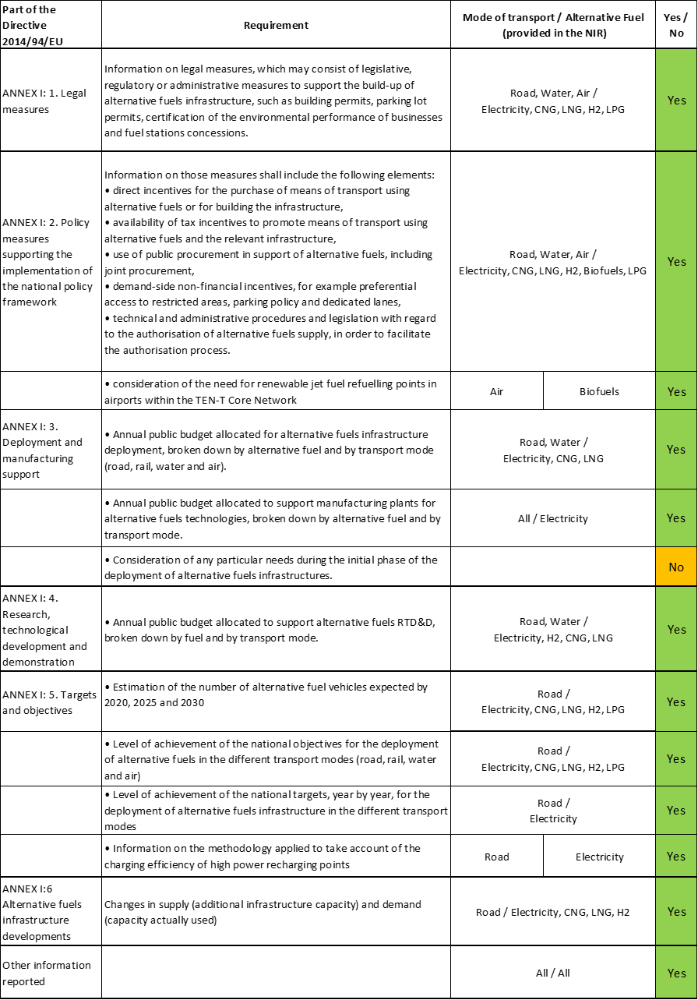 Part of the
Directive
2014/94/EU
Requirement
Mode of transport / Alternative Fuel
(provided in the NIR)
Yes /
No
ANNEX I: 1. Legal
measures
Information on legal measures, which may consist of legislative,
regulatory or administrative measures to support the build-up of
alternative fuels infrastructure, such as building permits, parking lot
permits, certification of the environmental performance of businesses
and fuel stations concessions.
Road, Water, Air /
Electricity, CNG, LNG, H2, LPG
Yes
ANNEX I: 2. Policy
measures
supporting the
implementation of
the national policy
framework
Information on those measures shall include the following elements:
• direct incentives for the purchase of means of transport using
alternative fuels or for building the infrastructure,
• availability of tax incentives to promote means of transport using
alternative fuels and the relevant infrastructure,
• use of public procurement in support of alternative fuels, including
joint procurement,
• demand-side non-financial incentives, for example preferential
access to restricted areas, parking policy and dedicated lanes,
• technical and administrative procedures and legislation with regard
to the authorisation of alternative fuels supply, in order to facilitate
the authorisation process.
Road, Water, Air /
Electricity, CNG, LNG, H2, Biofuels, LPG
Yes
• consideration of the need for renewable jet fuel refuelling points in
airports within the TEN-T Core Network
Air
Biofuels
Yes
ANNEX I: 3.
Deployment and
manufacturing
support
• Annual public budget allocated for alternative fuels infrastructure
deployment, broken down by alternative fuel and by transport mode
(road, rail, water and air).
Road, Water /
Electricity, CNG, LNG
Yes
• Annual public budget allocated to support manufacturing plants for
alternative fuels technologies, broken down by alternative fuel and by
transport mode.
All / Electricity
Yes
• Consideration of any particular needs during the initial phase of the
deployment of alternative fuels infrastructures.
No
ANNEX I: 4.
Research,
technological
development and
demonstration
• Annual public budget allocated to support alternative fuels RTD&D,
broken down by fuel and by transport mode.
Road, Water /
Electricity, H2, CNG, LNG
Yes
ANNEX I: 5. Targets
and objectives
• Estimation of the number of alternative fuel vehicles expected by
2020, 2025 and 2030
Road /
Electricity, CNG, LNG, H2, LPG
Yes
• Level of achievement of the national objectives for the deployment
of alternative fuels in the different transport modes (road, rail, water
and air)
Road /
Electricity, CNG, LNG, H2, LPG
Yes
• Level of achievement of the national targets, year by year, for the
deployment of alternative fuels infrastructure in the different transport
modes
Road /
Electricity
Yes
• Information on the methodology applied to take account of the
charging efficiency of high power recharging points
Road
Electricity
Yes
ANNEX I:6
Alternative fuels
infrastructure
developments
Changes in supply (additional infrastructure capacity) and demand
(capacity actually used)
Road / Electricity, CNG, LNG, H2
Yes
Other information
reported
All / All
Yes